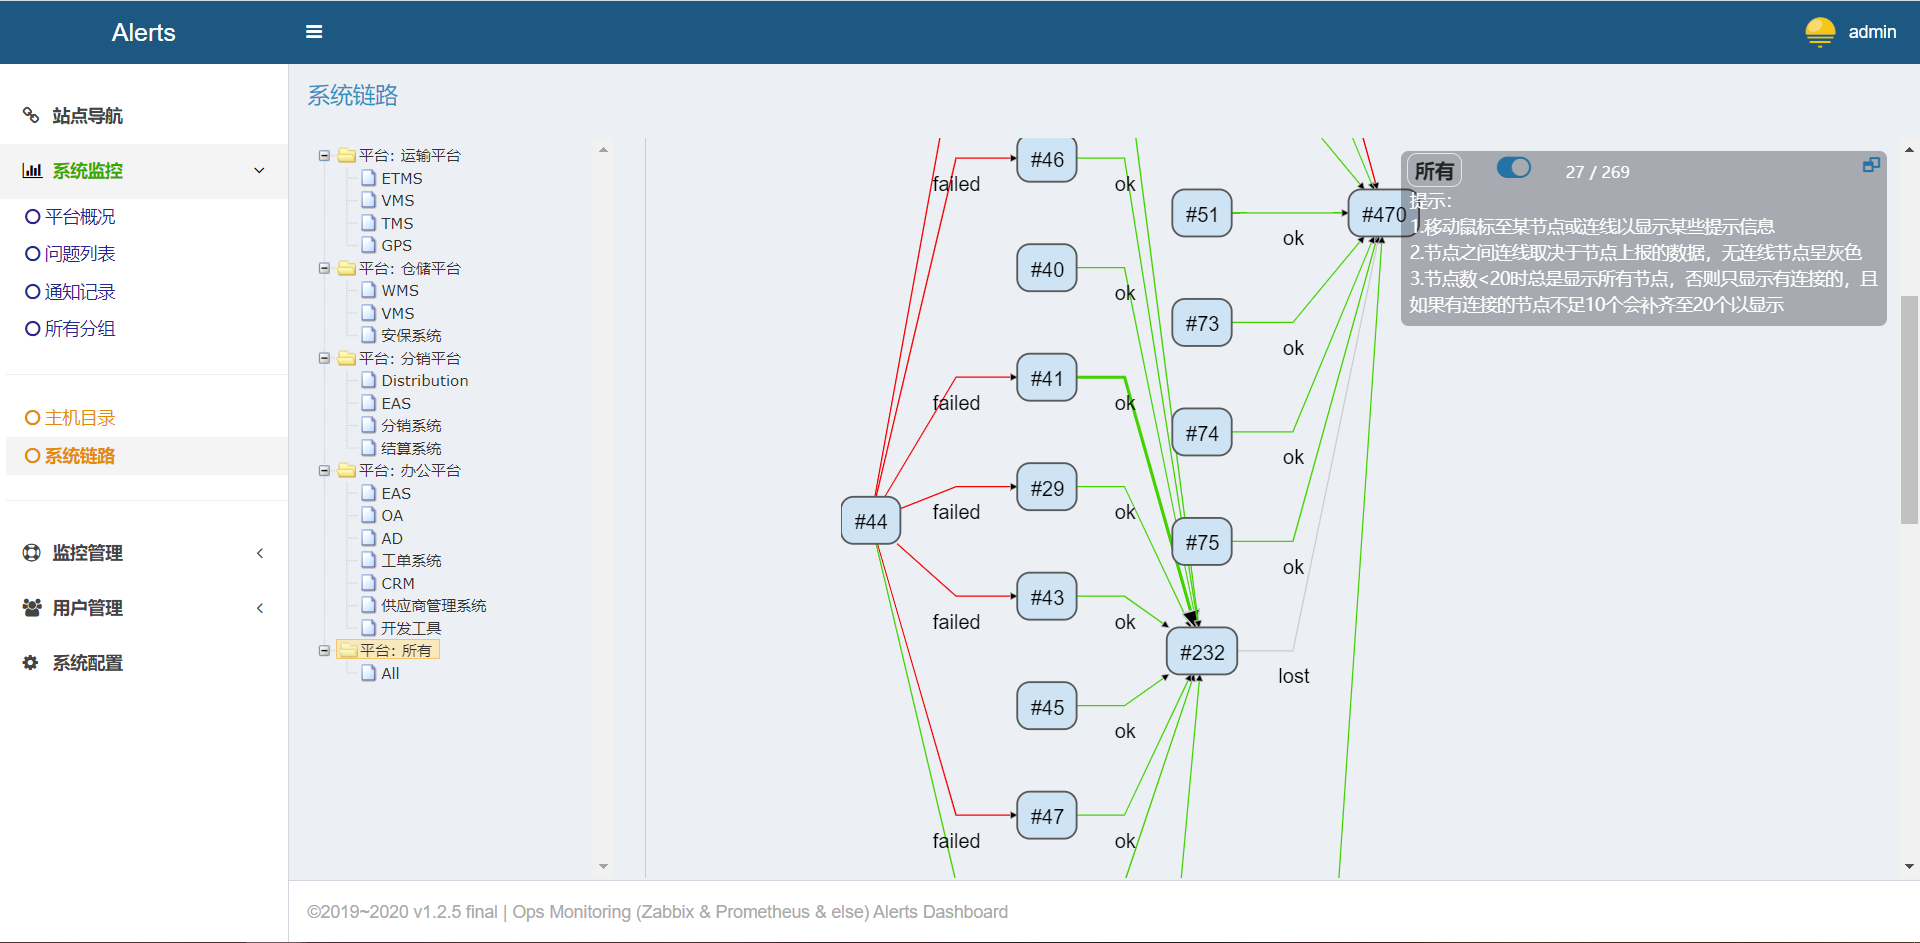 Alerts
admin
站点导航
系统监控
平台概况
问题列表
通知记录
所有分组
主机目录
系统链路
监控管理
用户管理
系统配置
系统链路
平台: 运输平台
ETMS
VMS
TMS
GPS
平台: 仓储平台
WMS
VMS
安保系统
平台: 分销平台
Distribution
EAS
分销系统
结算系统
平台: 办公平台
EAS
OA
AD
工单系统
CRM
供应商管理系统
开发工具
平台: 所有
All
#46
failed
ok
#51
#470
ok
#40
ok
#73
ok
#41
failed
ok
#74
ok
#29
failed
ok
#44
#75
ok
#43
failed
ok
#232
lost
#45
ok
#47
failed
ok
所有
27 / 269
提示:
1.移动鼠标至某节点或连线以显示某些提示信息
2.节点之间连线取决于节点上报的数据，无连线节点呈灰色
3.节点数<20时总是显示所有节点，否则只显示有连接的，且
如果有连接的节点不足10个会补齐至20个以显示
©2019~2020 v1.2.5 final | Ops Monitoring (Zabbix & Prometheus & else) Alerts Dashboard